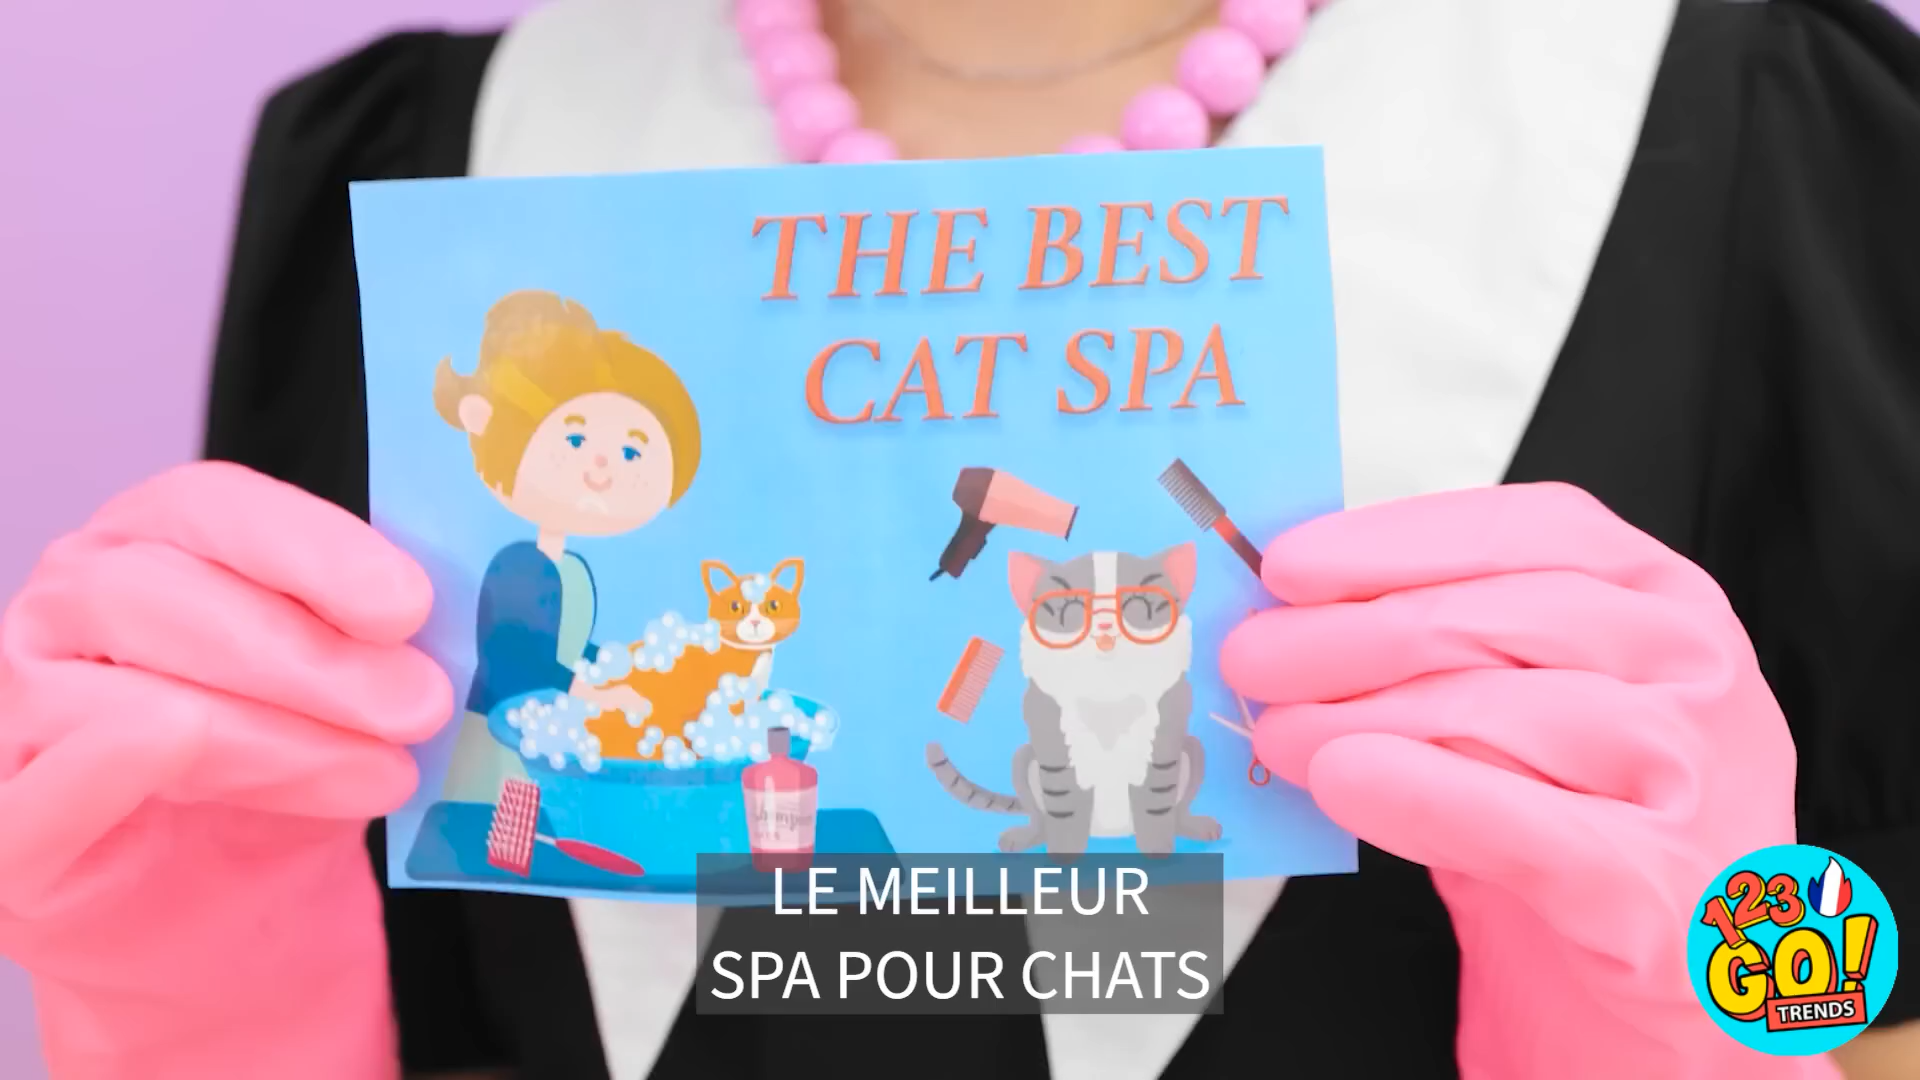 THE BEST
CAT SPA
LE MEILLEUR
SPA POUR CHATS
123
GO!
TRENDS